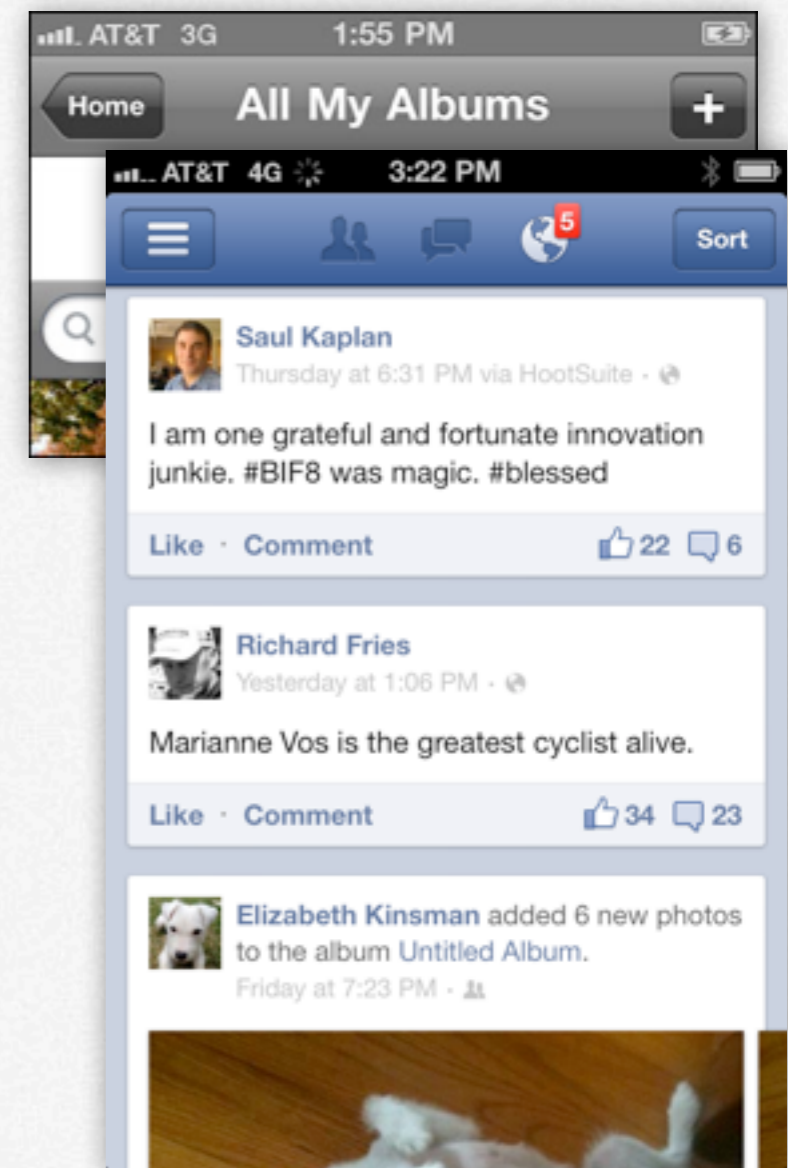 AT&T 3G 1:55 PM
Home All My Albums +
AT&T 4G 3:22 PM
5 Sort
Saul Kaplan
Thursday at 6:31 PM via HootSuite ·
I am one grateful and fortunate innovation
junkie. #BIF8 was magic. #blessed
Like · Comment 22 6
Richard Fries
Yesterday at 1:06 PM ·
Marianne Vos is the greatest cyclist alive.
Like · Comment 34 23
Elizabeth Kinsman added 6 new photos
to the album Untitled Album.
Friday at 7:23 PM ·